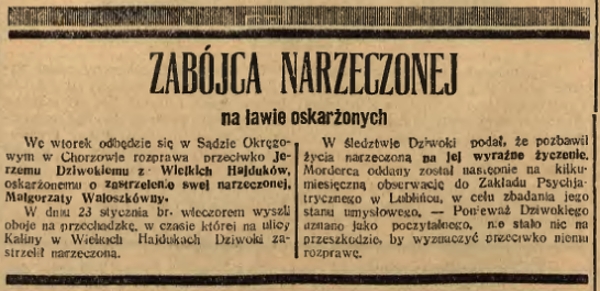 ZABÓJCA NARZECZONEJ
na ławie oskarżonych
We wtorek odbędzie się w Sądzie Okręgo-
wym w Chorzowie rozprawa przeciwko Je-
rzemu Dziwokiemu z Wielkich Hajduków,
oskarżonemu o zastrzelenie swej narzeczonej,
Małgorzaty Waloszkówny.
W dniu 23 stycznia br. wieczorem wyszli
oboje na przechadzkę, w czasie której na ulicy
Kaliny w Wielkich Hajdukach Dziwoki za-
strzelił narzeczoną.
W śledztwie Dziwoki podał, że pozbawił
życia narzeczoną na jej wyraźne życzenie.
Morderca oddany został następnie na kilku-
miesięczną obserwację do Zakładu Psychja-
trycznego w Lublińcu, w celu zbadania jego
stanu umysłowego. — Ponieważ Dziwokiego
uznano jako poczytalnego, nie stało nic na
przeszkodzie, by wyznaczyć przeciwko niemu
rozprawę.